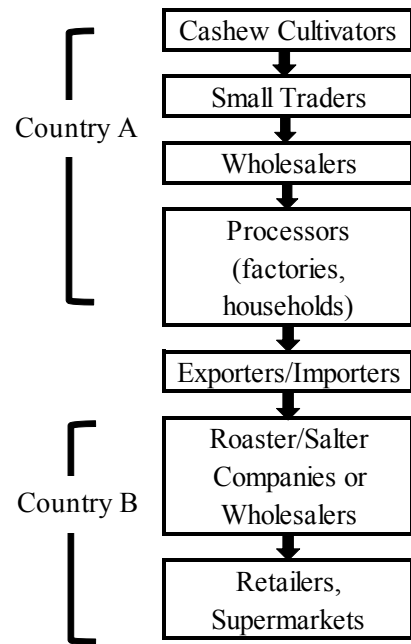 Cashew Cultivators
Small Traders
Country A
Wholesalers
Processors
(factories,
households)
Exporters/Importers
Roaster/Salter
Companies or
Country B
Wholesalers
Retailers,
Supermarkets